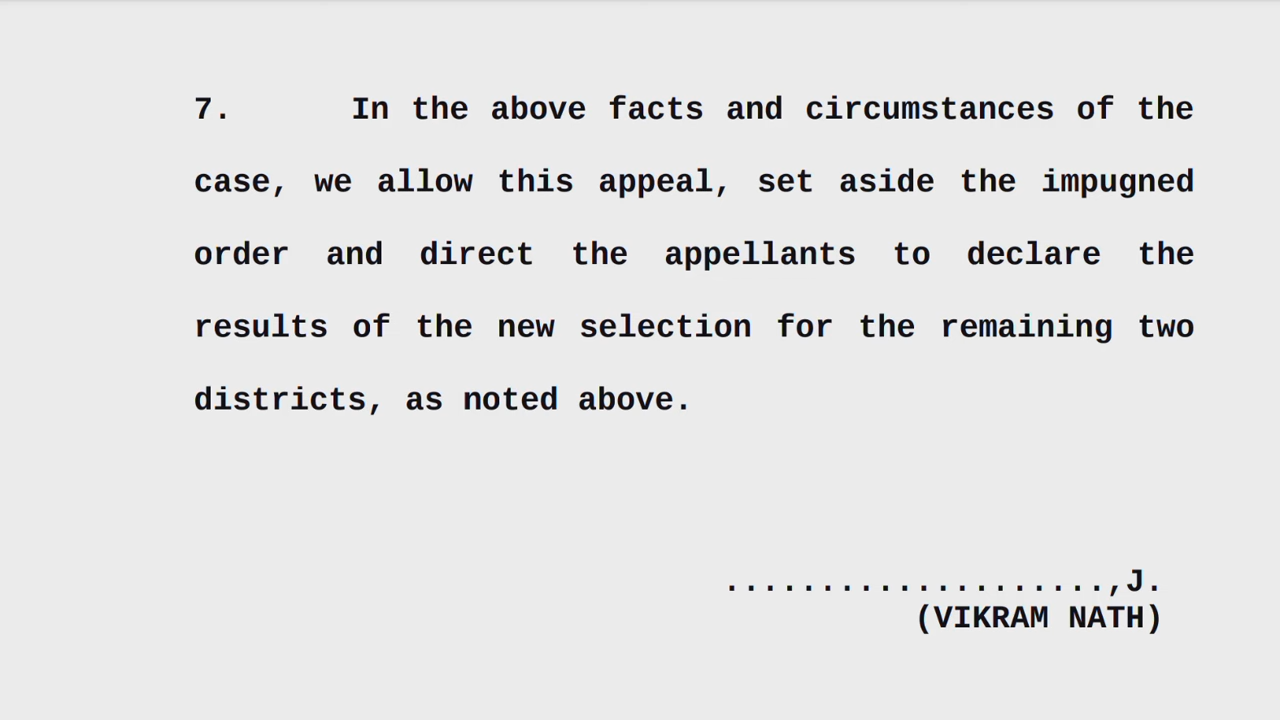 7. In the above facts and circumstances of the
case, we allow this appeal, set aside the impugned
order and direct the appellants to declare the
results of the new selection for the remaining two
districts, as noted above.
....................,J.
(VIKRAM NATH)